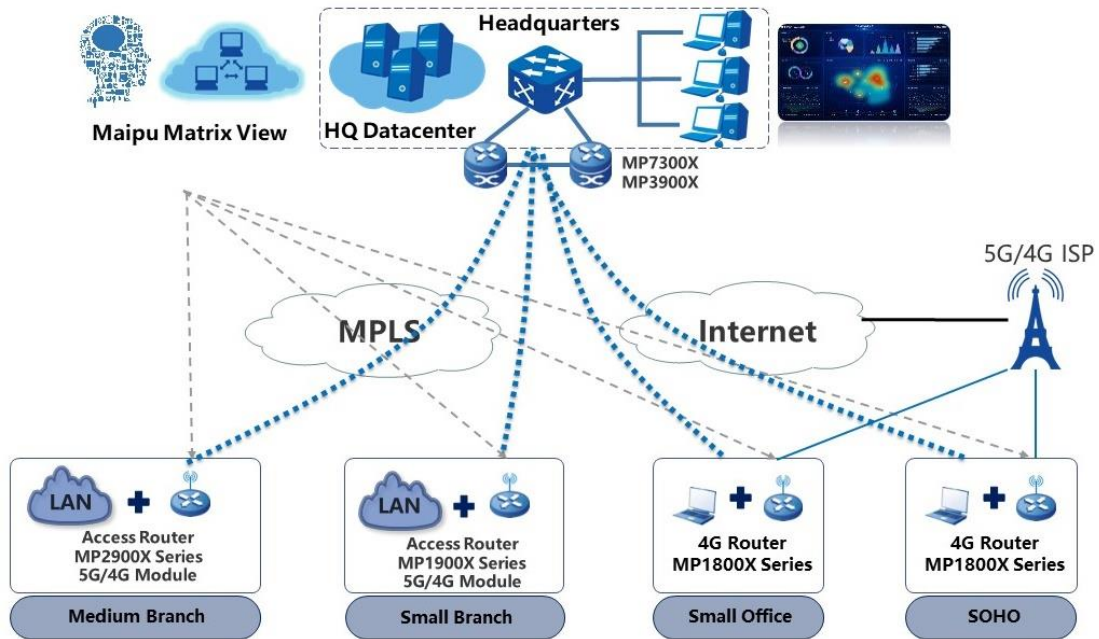 Headquarters
Maipu Matrix View
HQ Datacenter
MP7300X
MP3900X
5G/4G ISP
MPLS
Internet
LAN
Access Router
MP2900X Series
5G/4G Module
Medium Branch
LAN
Access Router
MP1900X Series
5G/4G Module
Small Branch
4G Router
MP1800X Series
Small Office
4G Router
MP1800X Series
SOHO